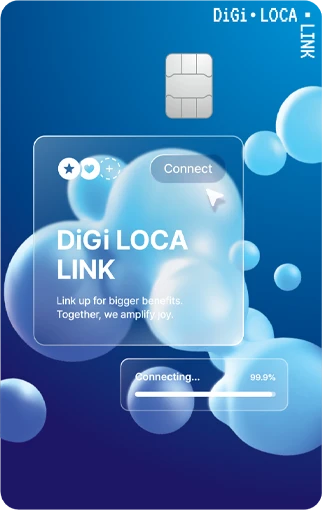 DiGi • LOCA •
LINK
Connect
DiGi LOCA
LINK
Link up for bigger benefits.
Together, we amplify joy.
Connecting...
99.9%